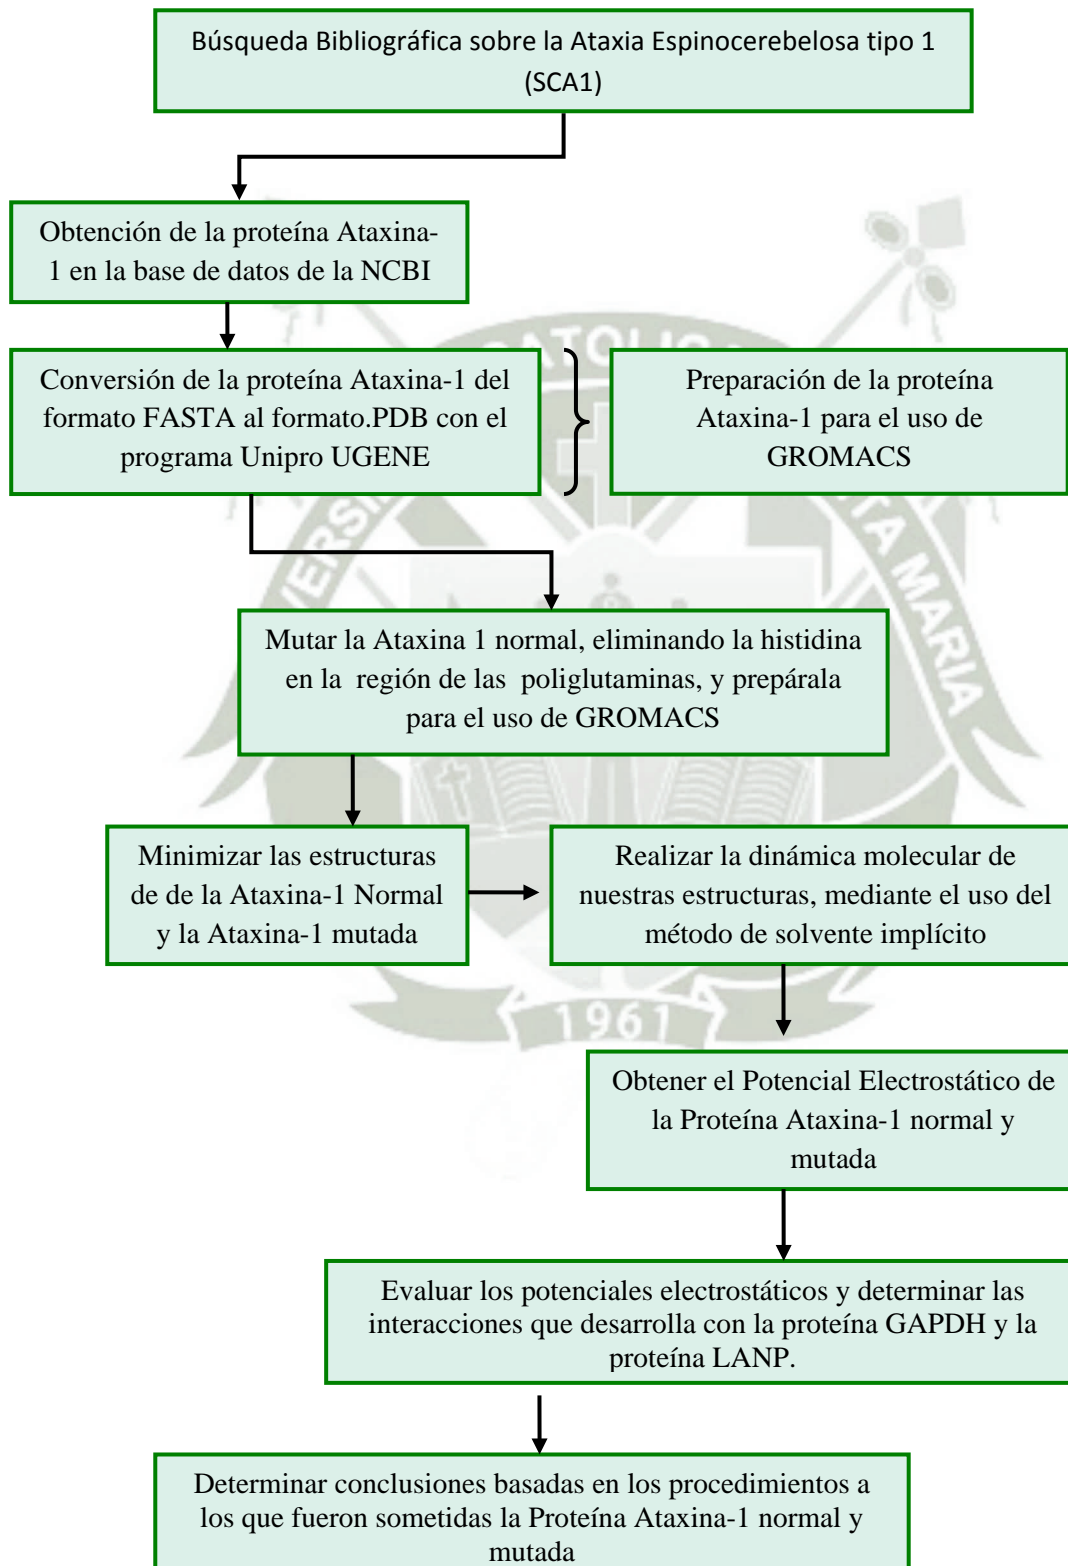 Búsqueda Bibliográfica sobre la Ataxia Espinocerebelosa tipo 1
(SCA1)
Obtención de la proteína Ataxina-
1 en la base de datos de la NCBI
Conversión de la proteína Ataxina-1 del
formato FASTA al formato.PDB con el
programa Unipro UGENE
Preparación de la proteína
Ataxina-1 para el uso de
GROMACS
Mutar la Ataxina 1 normal, eliminando la histidina
en la región de las poliglutaminas, y prepárala
para el uso de GROMACS
Minimizar las estructuras
de de la Ataxina-1 Normal
y la Ataxina-1 mutada
Realizar la dinámica molecular de
nuestras estructuras, mediante el uso del
método de solvente implícito
1961
Obtener el Potencial Electrostático de
la Proteína Ataxina-1 normal y
mutada
Evaluar los potenciales electrostáticos y determinar las
interacciones que desarrolla con la proteína GAPDH y la
proteína LANP.
Determinar conclusiones basadas en los procedimientos a
los que fueron sometidas la Proteína Ataxina-1 normal y
mutada